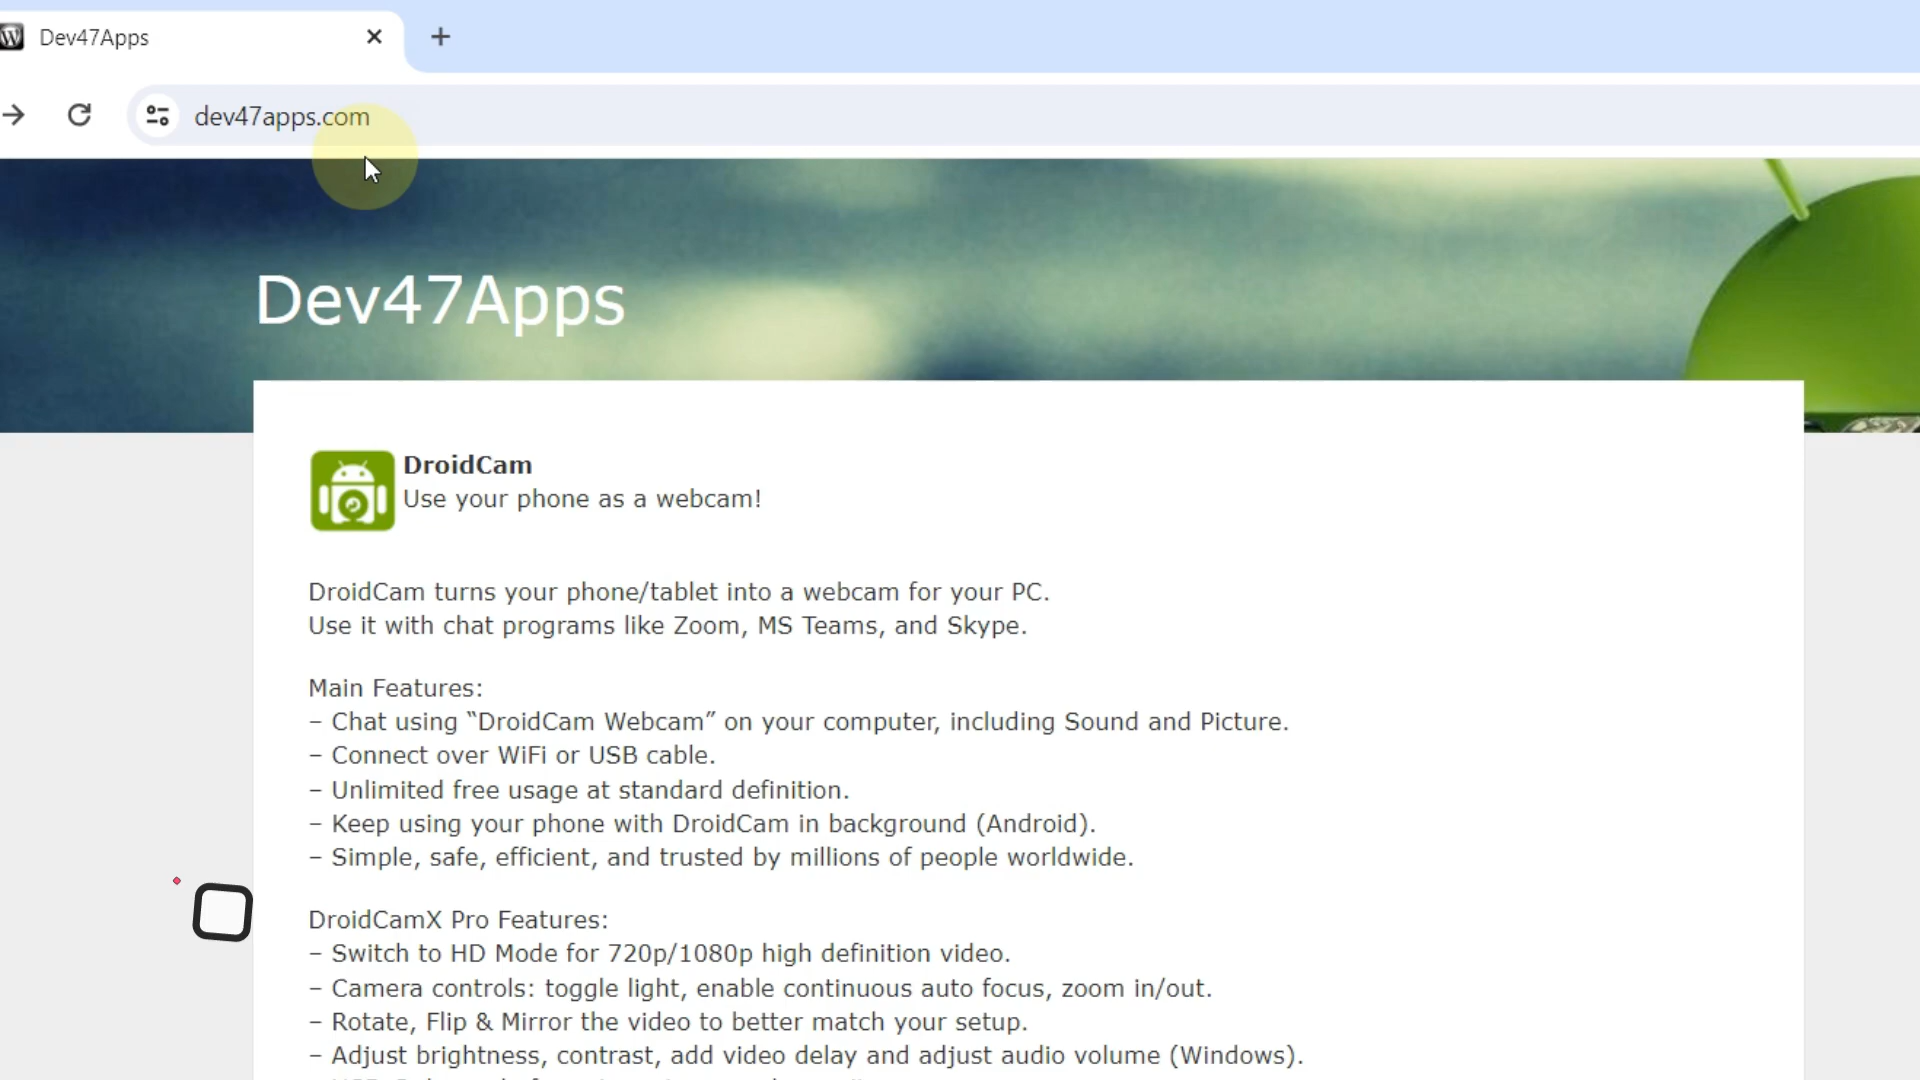 Dev47Apps
dev47apps.com
Dev47Apps
DroidCam
Use your phone as a webcam!
DroidCam turns your phone/tablet into a webcam for your PC.
Use it with chat programs like Zoom, MS Teams, and Skype.
Main Features:
– Chat using “DroidCam Webcam” on your computer, including Sound and Picture.
– Connect over WiFi or USB cable.
– Unlimited free usage at standard definition.
– Keep using your phone with DroidCam in background (Android).
– Simple, safe, efficient, and trusted by millions of people worldwide.
DroidCamX Pro Features:
– Switch to HD Mode for 720p/1080p high definition video.
– Camera controls: toggle light, enable continuous auto focus, zoom in/out.
– Rotate, Flip & Mirror the video to better match your setup.
– Adjust brightness, contrast, add video delay and adjust audio volume (Windows).